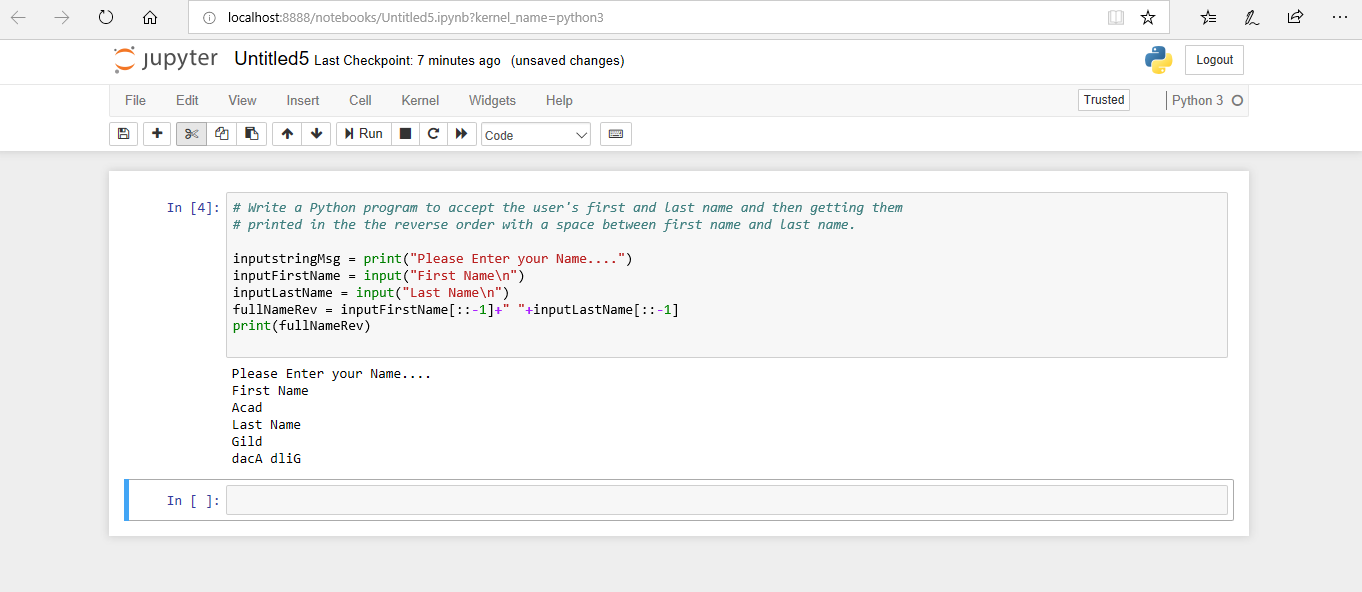 localhost:8888/notebooks/Untitled5.ipynb?kernel_name=python3
jupyter Untitled5 Last Checkpoint: 7 minutes ago (unsaved changes) Logout
File Edit View Insert Cell Kernel Widgets Help Trusted Python 3
Run Code
In [4]: # Write a Python program to accept the user's first and last name and then getting them
# printed in the the reverse order with a space between first name and last name.
inputstringMsg = print("Please Enter your Name....")
inputFirstName = input("First Name\n")
inputLastName = input("Last Name\n")
fullNameRev = inputFirstName[::-1]+" "+inputLastName[::-1]
print(fullNameRev)
Please Enter your Name....
First Name
Acad
Last Name
Gild
dacA dliG
In [ ]: